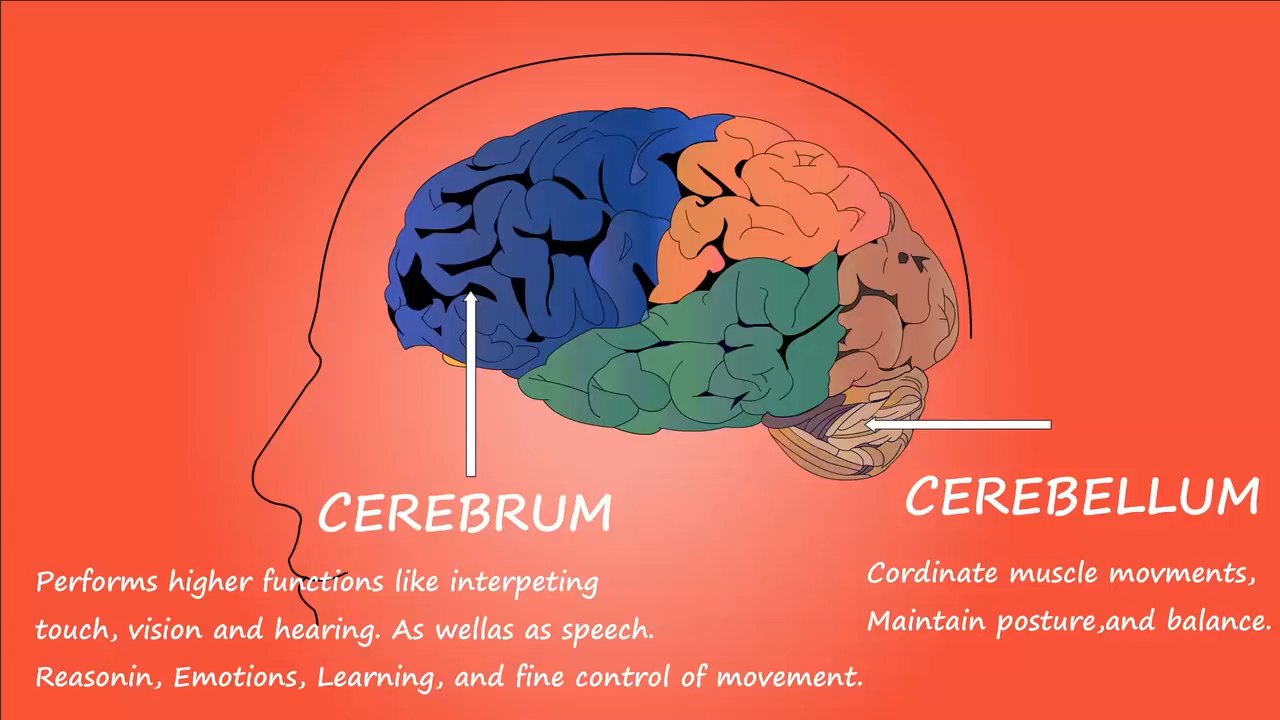 CEREBRUM
Performs higher functions like interpeting
touch, vision and hearing. As wellas as speech.
Reasonin, Emotions, Learning, and fine control of movement.
CEREBELLUM
Cordinate muscle movments,
Maintain posture,and balance.